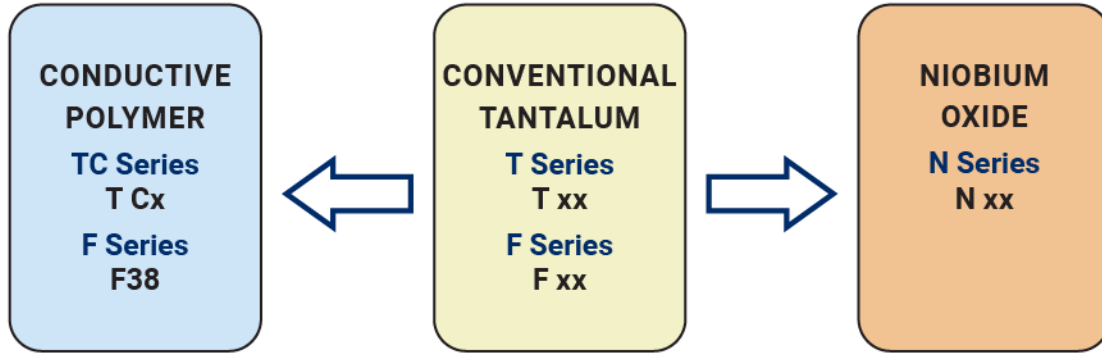 CONDUCTIVE
POLYMER
TC Series
T Cx
F Series
F38
CONVENTIONAL
TANTALUM
T Series
T xx
F Series
F xx
NIOBIUM
OXIDE
N Series
N xx